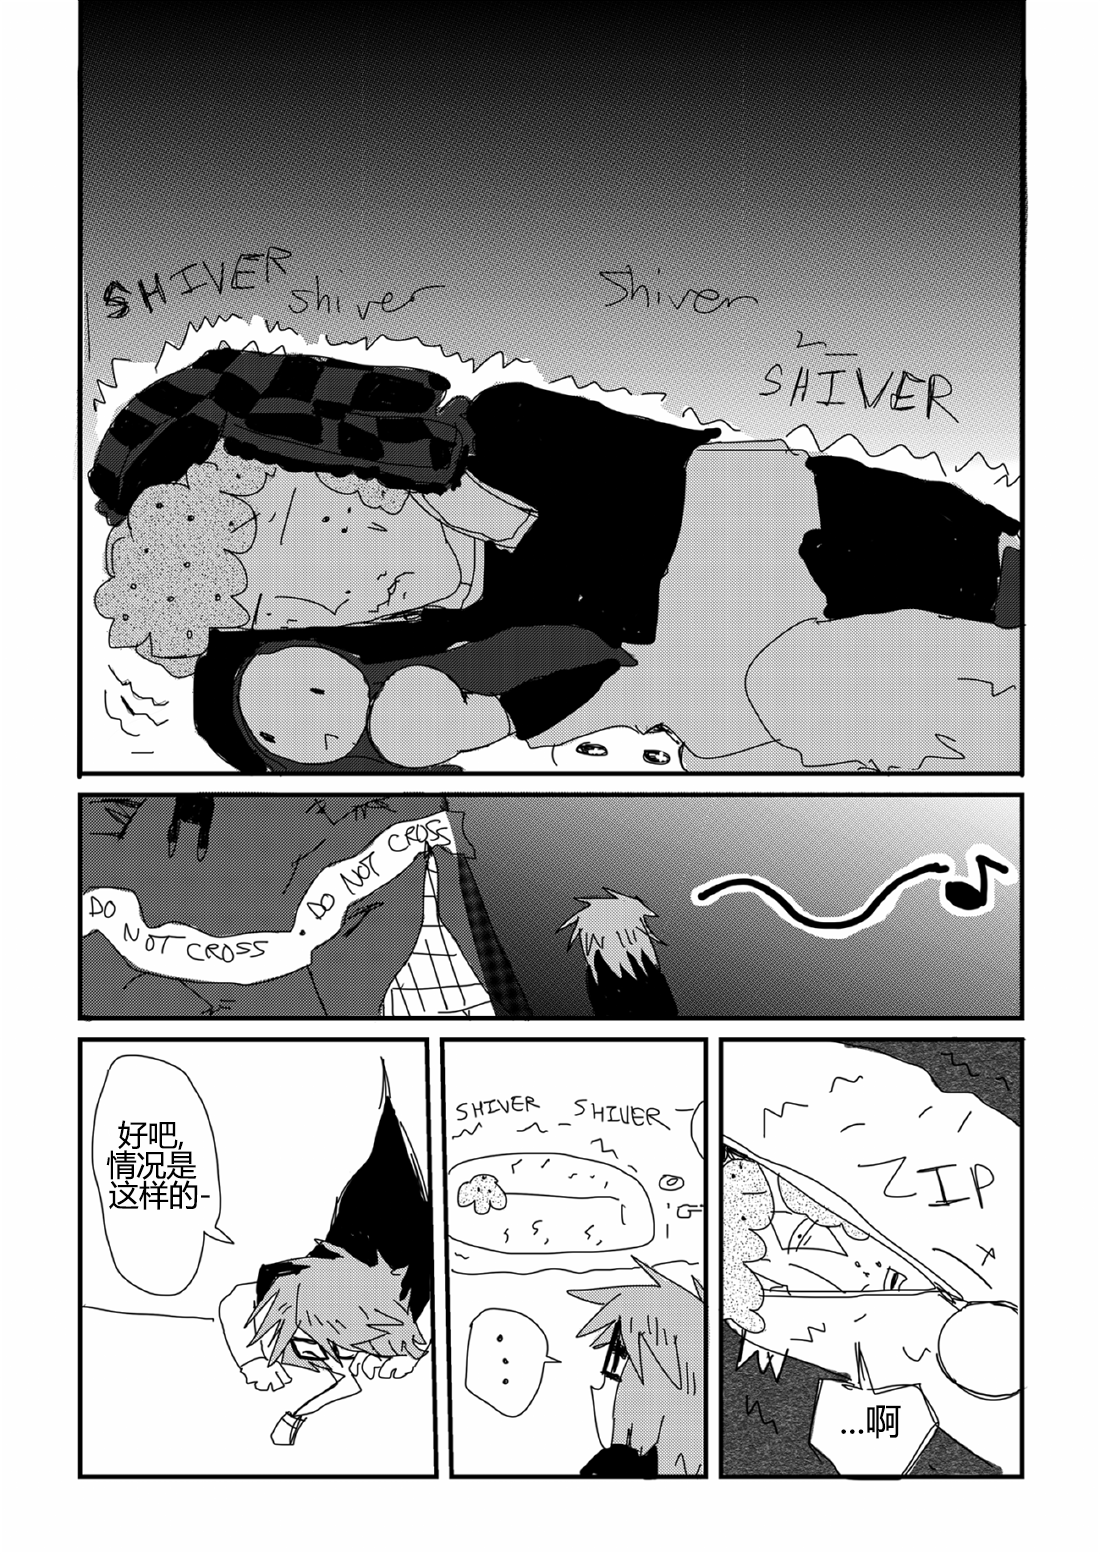 SHIVER
shiver
Shiver
SHIVER
DO NOT CROSS
DO NOT CROSS
ZIP
...啊
SHIVER SHIVER
...
好吧,
情况是
这样的-